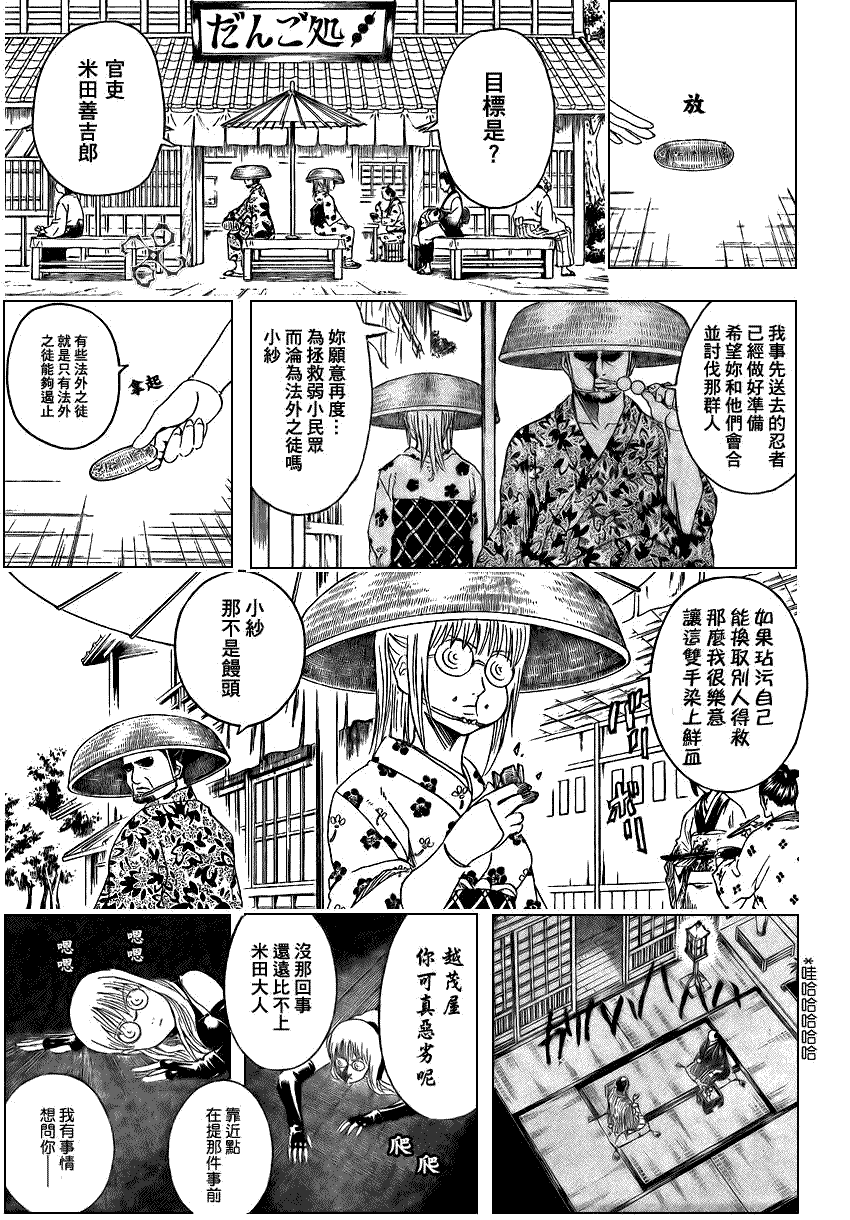 放
だんご処
目標是？
官吏
米田善吉郎
我事先送去的忍者
已經做好準備
希望妳和他們會合
並討伐那群人
妳願意再度…
為拯救弱小民眾
而淪為法外之徒嗎
小紗
拿起
有些法外之徒
就是只有法外
之徒能夠遏止
如果玷污自己
能換取別人得救
那麼我很樂意
讓這雙手染上鮮血
小紗
那不是饅頭
*哇哈哈哈哈哈
ワハハハハ
越茂屋
你可真惡劣呢
沒那回事
還遠比不上
米田大人
爬
爬
嗯嗯
嗯嗯
靠近點
在提那件事前
我有事情
想問你——